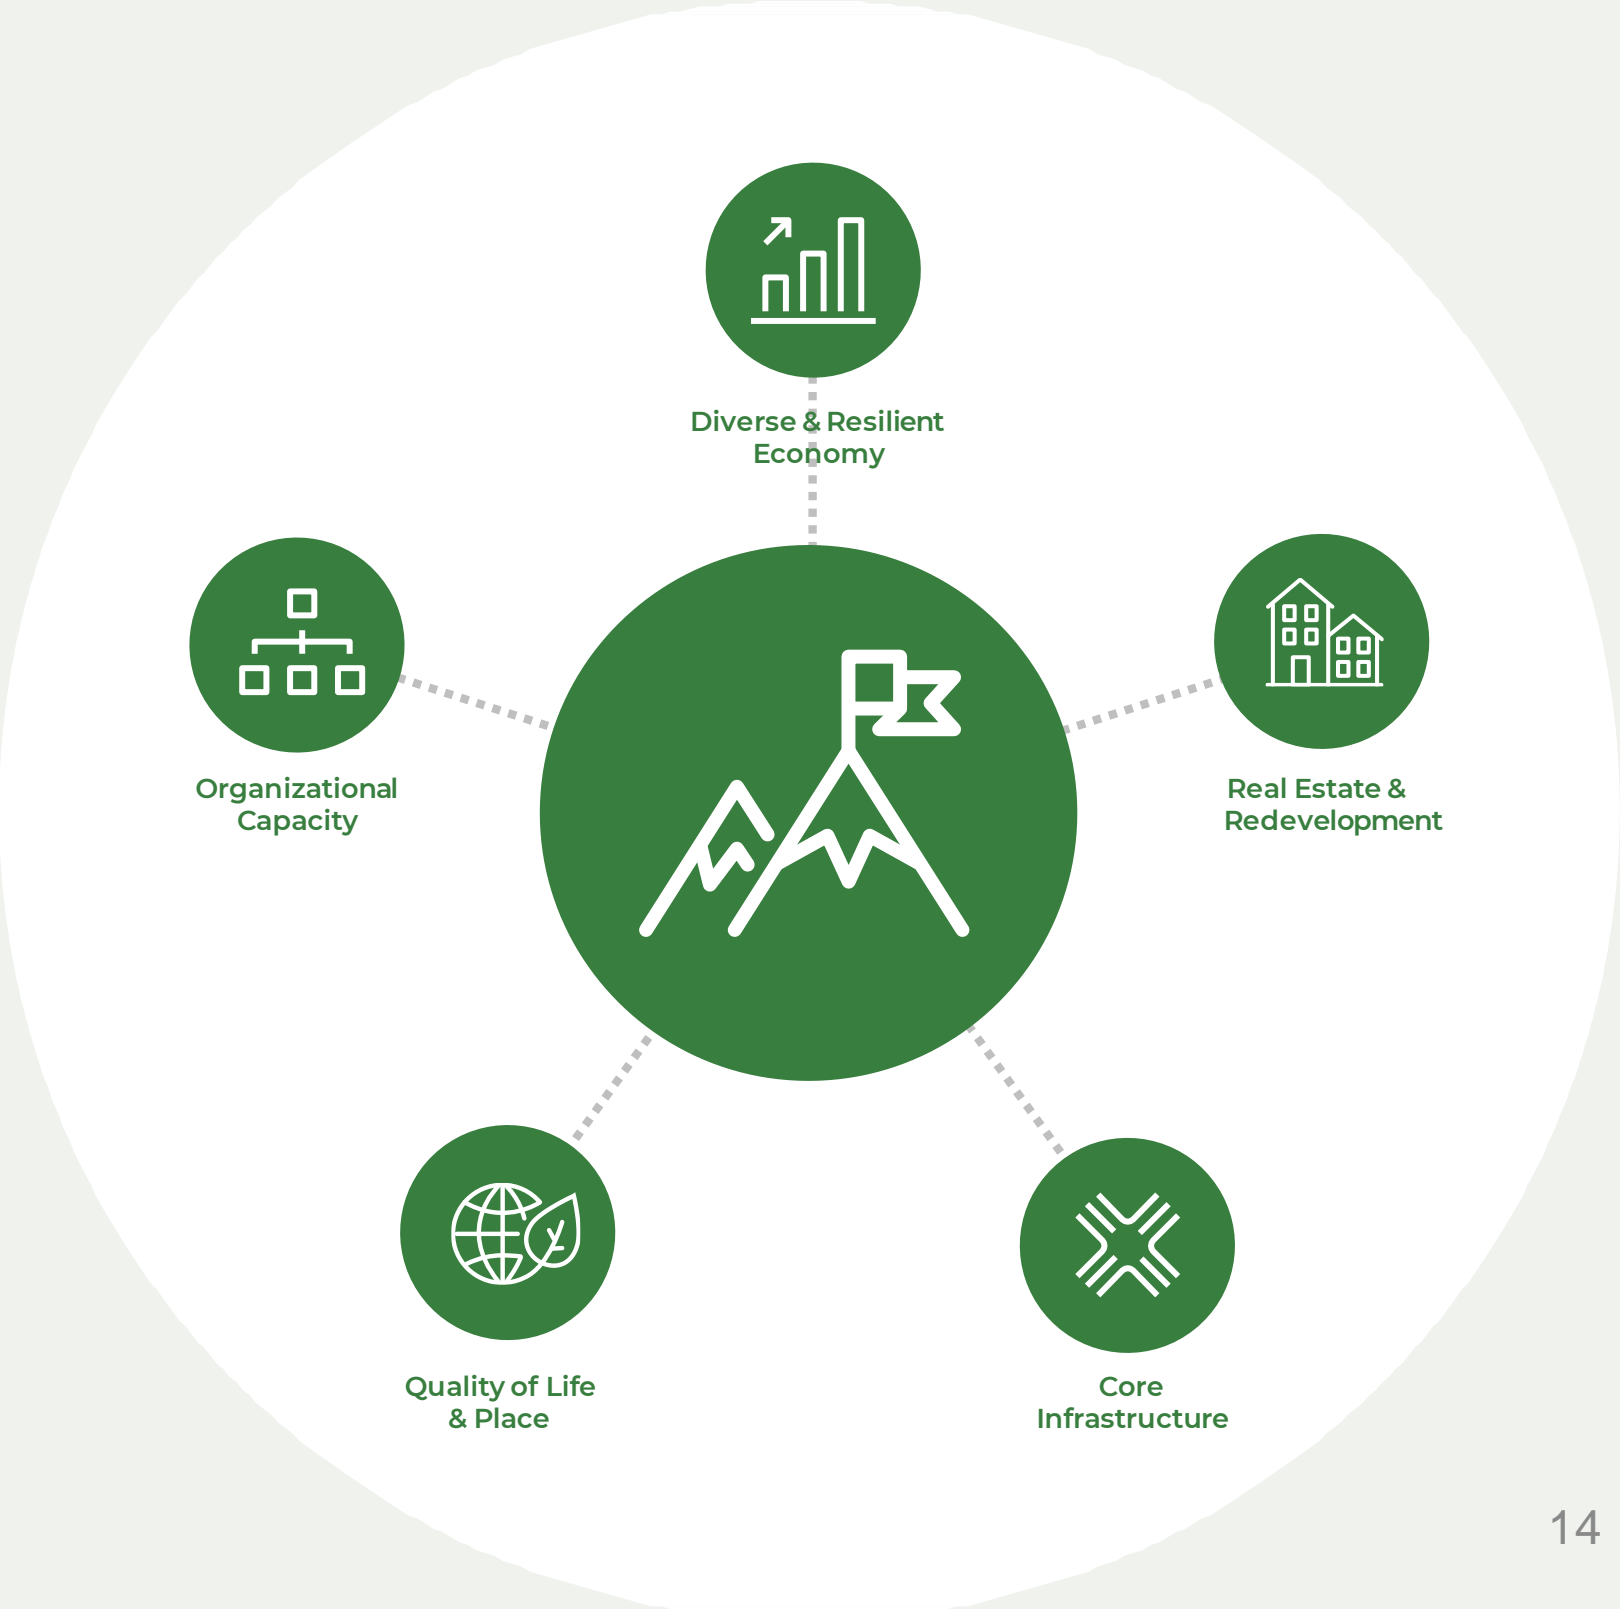 Diverse & Resilient
Economy
Organizational
Capacity
Real Estate &
Redevelopment
Quality of Life
& Place
Core
Infrastructure
14